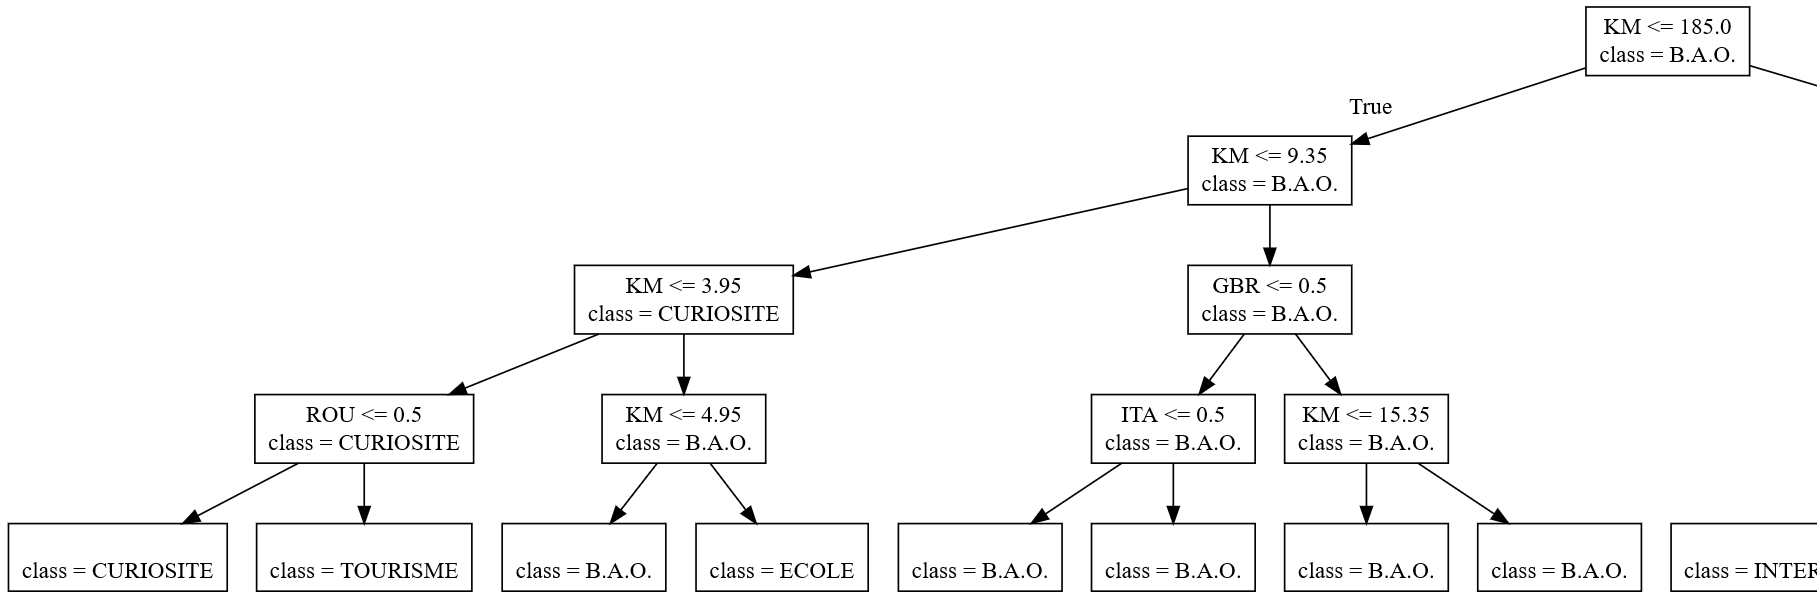 KM <= 185.0
class = B.A.O.
True
KM <= 9.35
class = B.A.O.
KM <= 3.95
class = CURIOSITE
GBR <= 0.5
class = B.A.O.
ROU <= 0.5
class = CURIOSITE
KM <= 4.95
class = B.A.O.
ITA <= 0.5
class = B.A.O.
KM <= 15.35
class = B.A.O.
class = CURIOSITE
class = TOURISME
class = B.A.O.
class = ECOLE
class = B.A.O.
class = B.A.O.
class = B.A.O.
class = B.A.O.
class = INTER